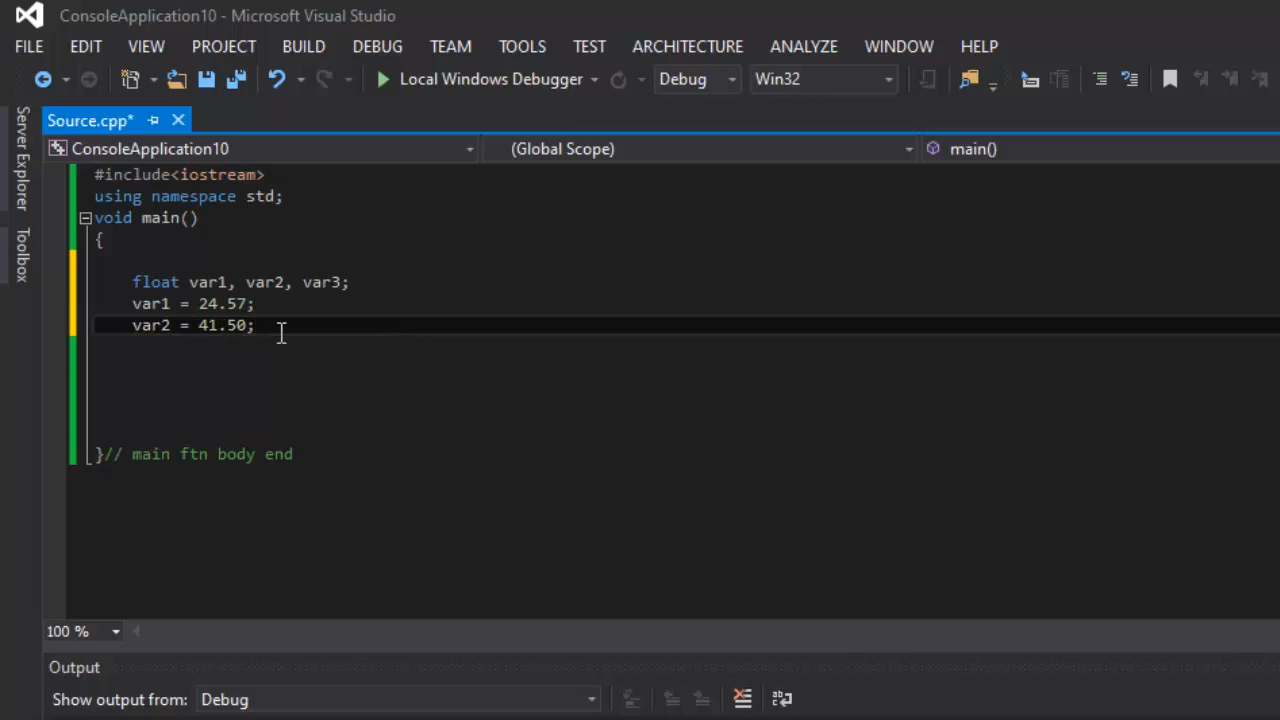 ConsoleApplication10 - Microsoft Visual Studio
FILE EDIT VIEW PROJECT BUILD DEBUG TEAM TOOLS TEST ARCHITECTURE ANALYZE WINDOW HELP
Local Windows Debugger Debug Win32
Server Explorer
Toolbox
Source.cpp*
ConsoleApplication10 (Global Scope) main()
#include<iostream>
using namespace std;
void main()
{
float var1, var2, var3;
var1 = 24.57;
var2 = 41.50;
}// main ftn body end
100 %
Output
Show output from: Debug